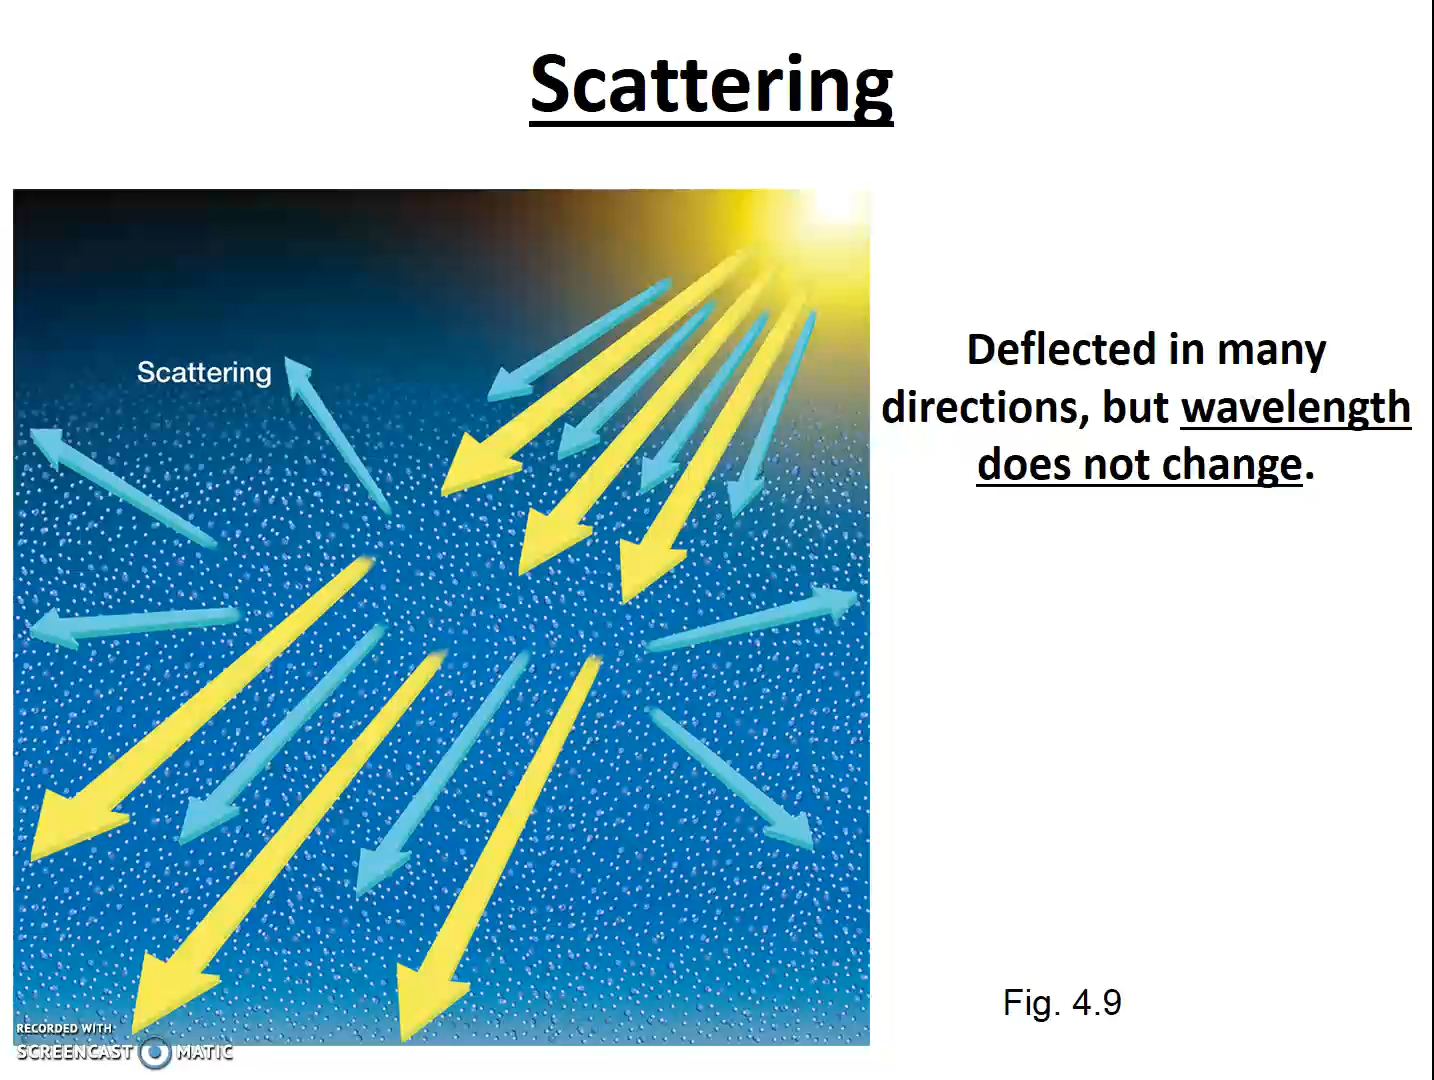 Scattering
Scattering
Deflected in many
directions, but wavelength
does not change.
Fig. 4.9
RECORDED WITH
SCREENCAST MATIC